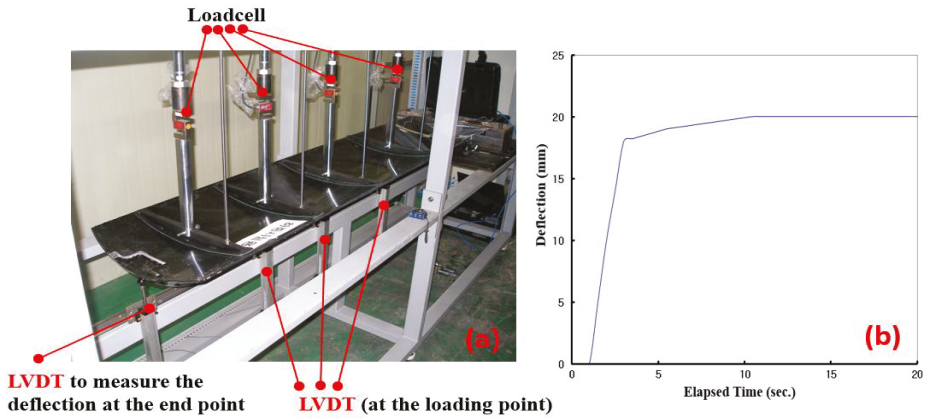 Loadcell
(a)
LVDT to measure the
deflection at the end point
LVDT (at the loading point)
25
20
15
10
5
0
Deflection (mm)
0
5
10
15
20
Elapsed Time (sec.)
(b)